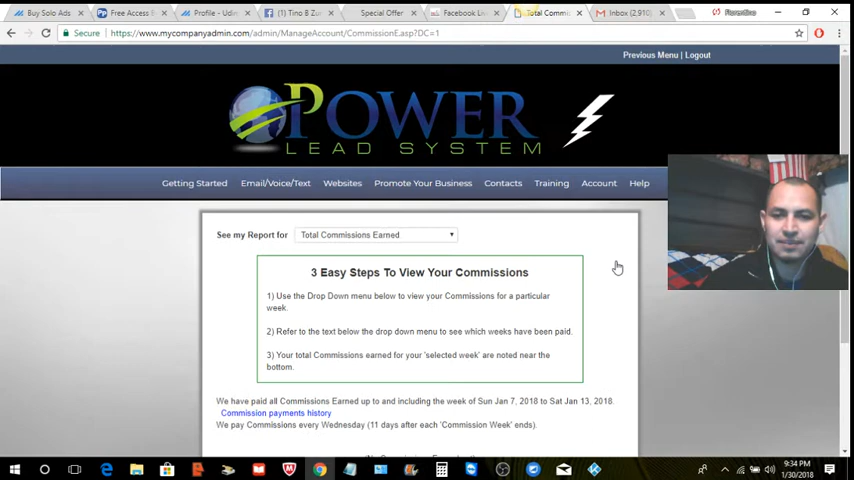 Buy Solo Ads
Free Access
Profile - Udi
(1) Tino B Zu
Special Offer
Facebook Liv
Total Commis
Inbox (2,918)
Florentino
Secure | https://www.mycompanyadmin.com/admin/ManageAccount/CommissionE.asp?DC=1
Previous Menu | Logout
POWER
LEAD SYSTEM
Getting Started Email/Voice/Text Websites Promote Your Business Contacts Training Account Help
See my Report for Total Commissions Earned
3 Easy Steps To View Your Commissions
1) Use the Drop Down menu below to view your Commissions for a particular
week.
2) Refer to the text below the drop down menu to see which weeks have been paid.
3) Your total Commissions earned for your 'selected week' are noted near the
bottom.
We have paid all Commissions Earned up to and including the week of Sun Jan 7, 2018 to Sat Jan 13, 2018.
Commission payments history
We pay Commissions every Wednesday (11 days after each 'Commission Week' ends).
9:34 PM
1/30/2018